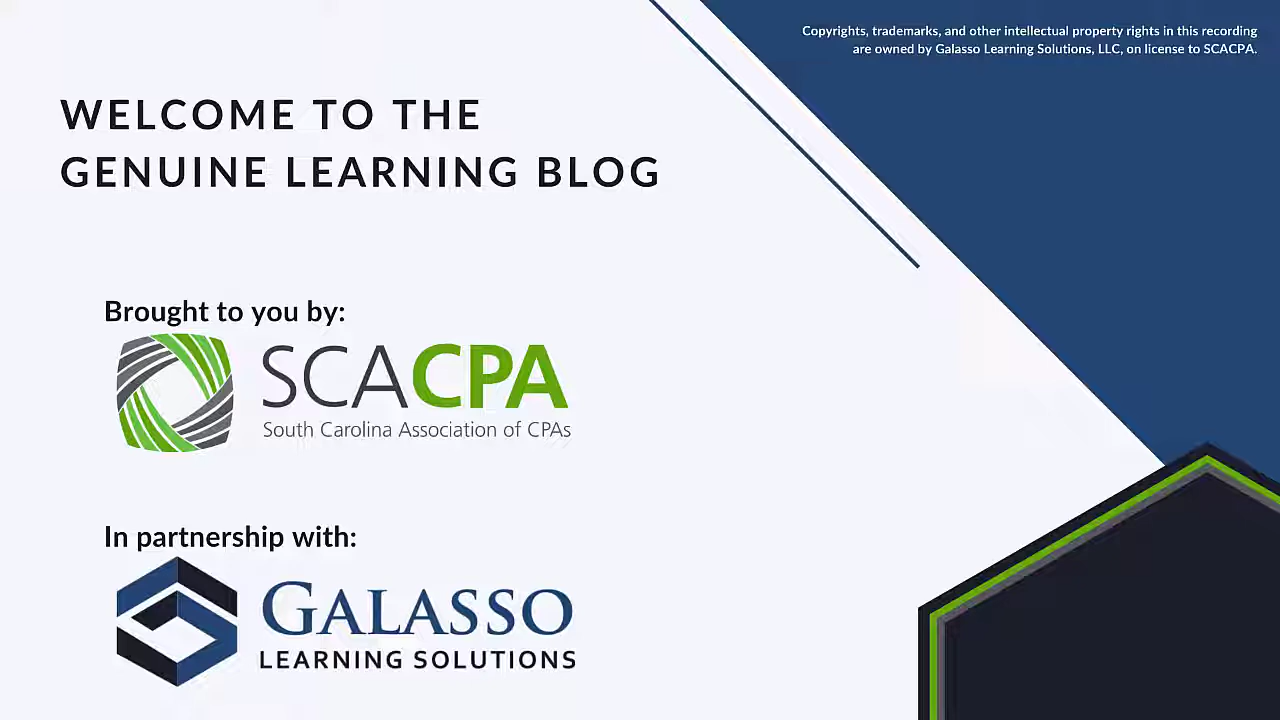 Copyrights, trademarks, and other intellectual property rights in this recording
are owned by Galasso Learning Solutions, LLC, on license to SCACPA.
WELCOME TO THE
GENUINE LEARNING BLOG
Brought to you by:
SCACPA
South Carolina Association of CPAs
In partnership with:
GALASSO
LEARNING SOLUTIONS